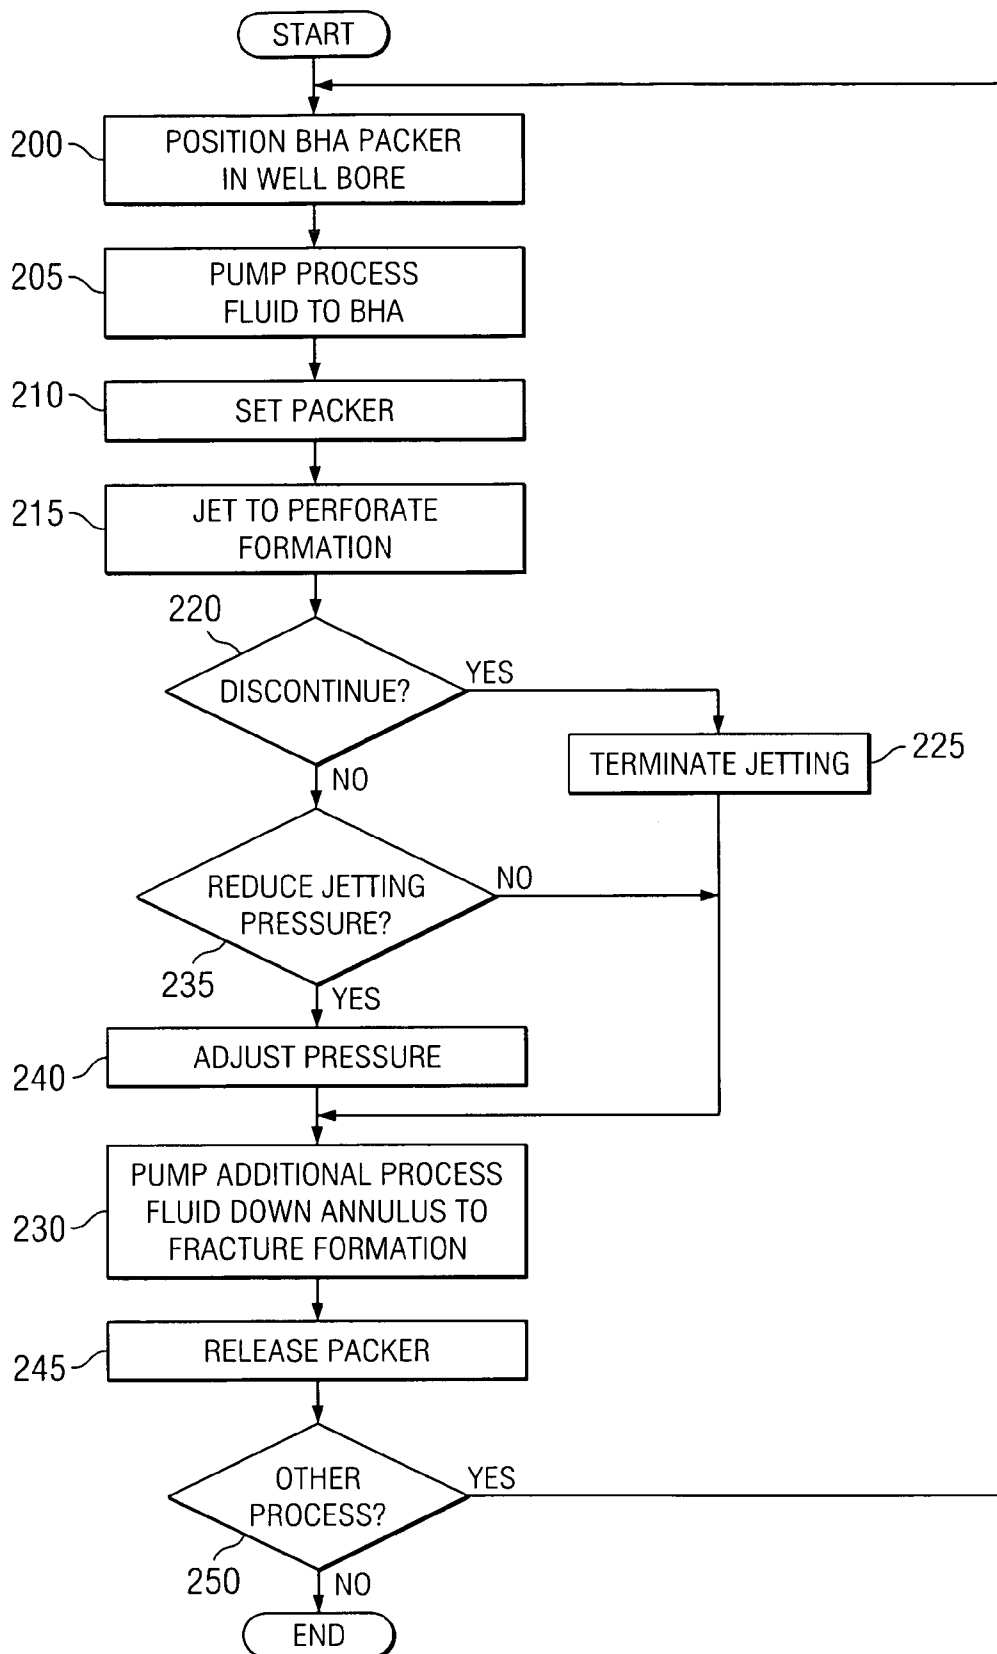 START
200
POSITION BHA PACKER
IN WELL BORE
205
PUMP PROCESS
FLUID TO BHA
210
SET PACKER
215
JET TO PERFORATE
FORMATION
220
DISCONTINUE?
YES
NO
TERMINATE JETTING
225
REDUCE JETTING
PRESSURE?
NO
235
YES
240
ADJUST PRESSURE
230
PUMP ADDITIONAL PROCESS
FLUID DOWN ANNULUS TO
FRACTURE FORMATION
245
RELEASE PACKER
OTHER
PROCESS?
YES
250
NO
END